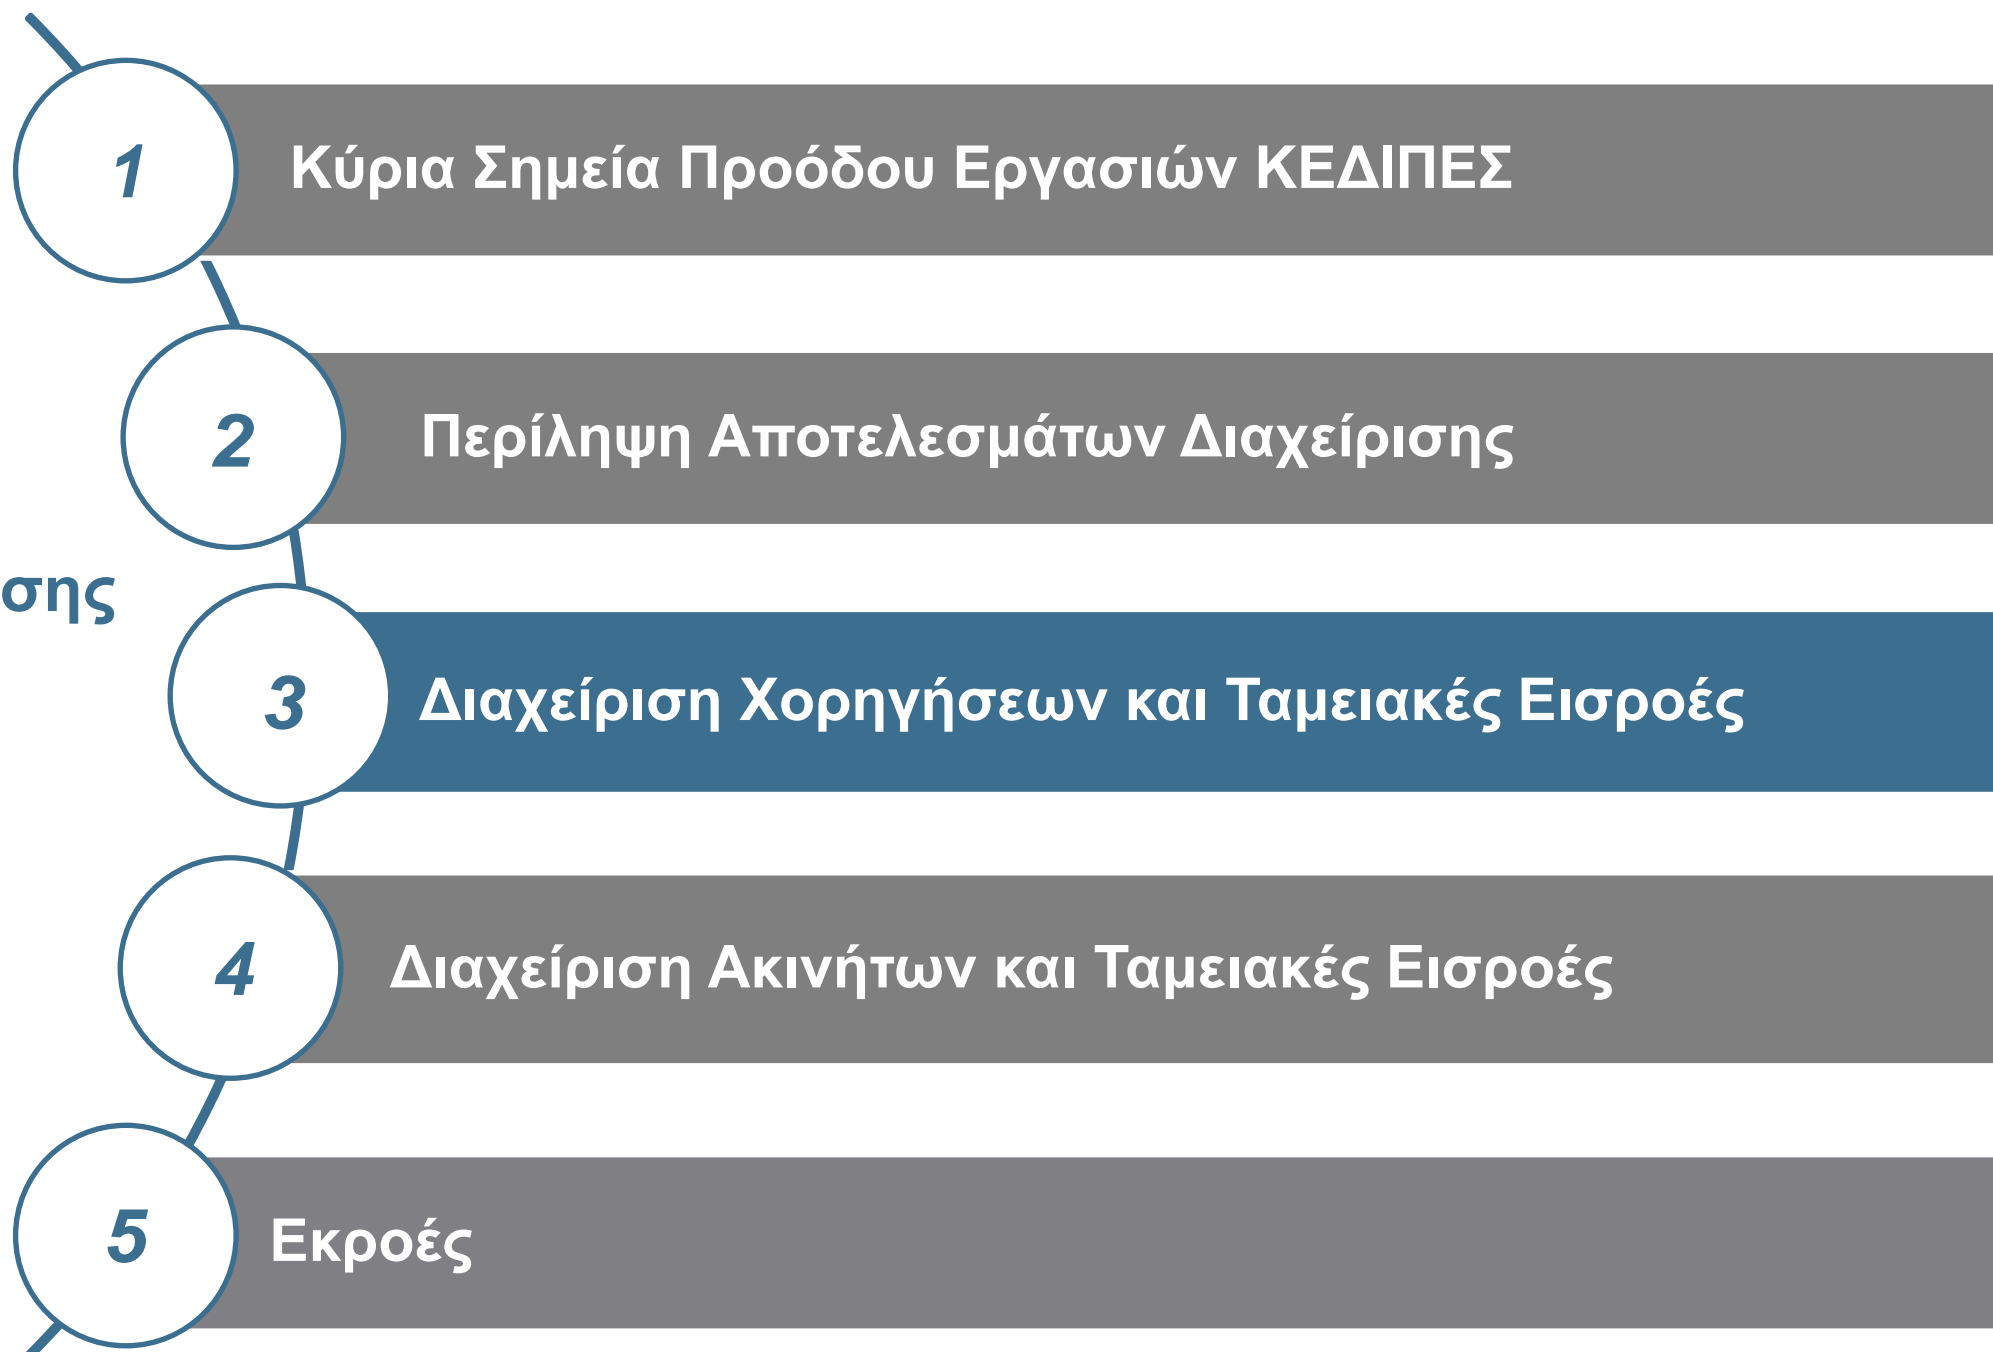 1 Κύρια Σημεία Προόδου Εργασιών ΚΕΔΙΠΕΣ
2 Περίληψη Αποτελεσμάτων Διαχείρισης
σης
3 Διαχείριση Χορηγήσεων και Ταμειακές Εισροές
4 Διαχείριση Ακινήτων και Ταμειακές Εισροές
5 Εκροές